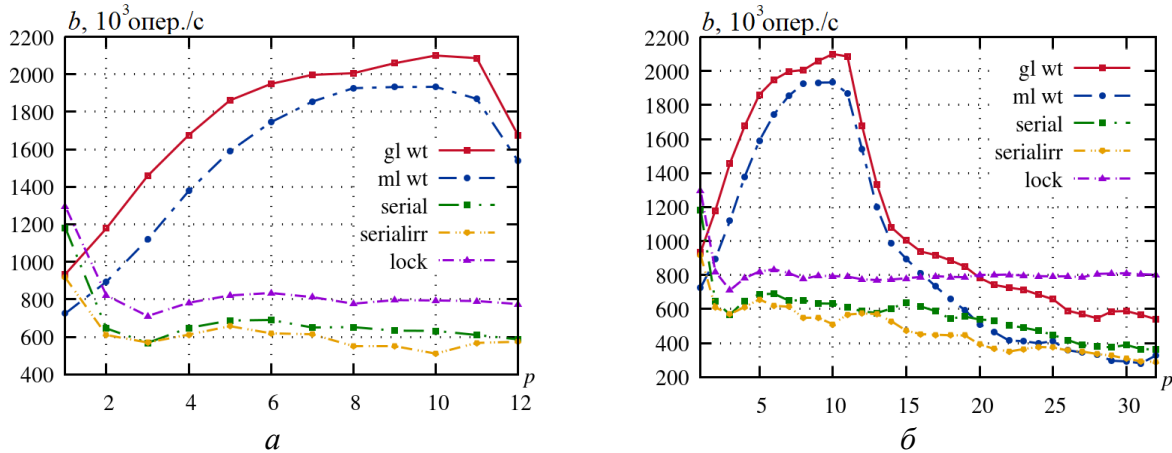 b, 10³опер./с
2200
2000
1800
1600
1400
1200
1000
800
600
400
gl wt
ml wt
serial
serialirr
lock
p
2
4
6
8
10
12
а
b, 10³опер./с
2200
2000
1800
1600
1400
1200
1000
800
600
400
200
gl wt
ml wt
serial
serialirr
lock
p
5
10
15
20
25
30
б